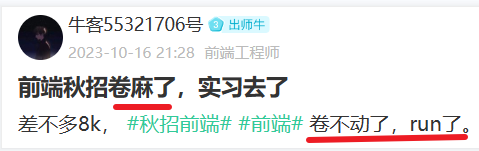 牛客55321706号 3 出师牛
2023-10-16 21:28 前端工程师
前端秋招卷麻了，实习去了
差不多8k， #秋招前端# #前端# 卷不动了，run了。